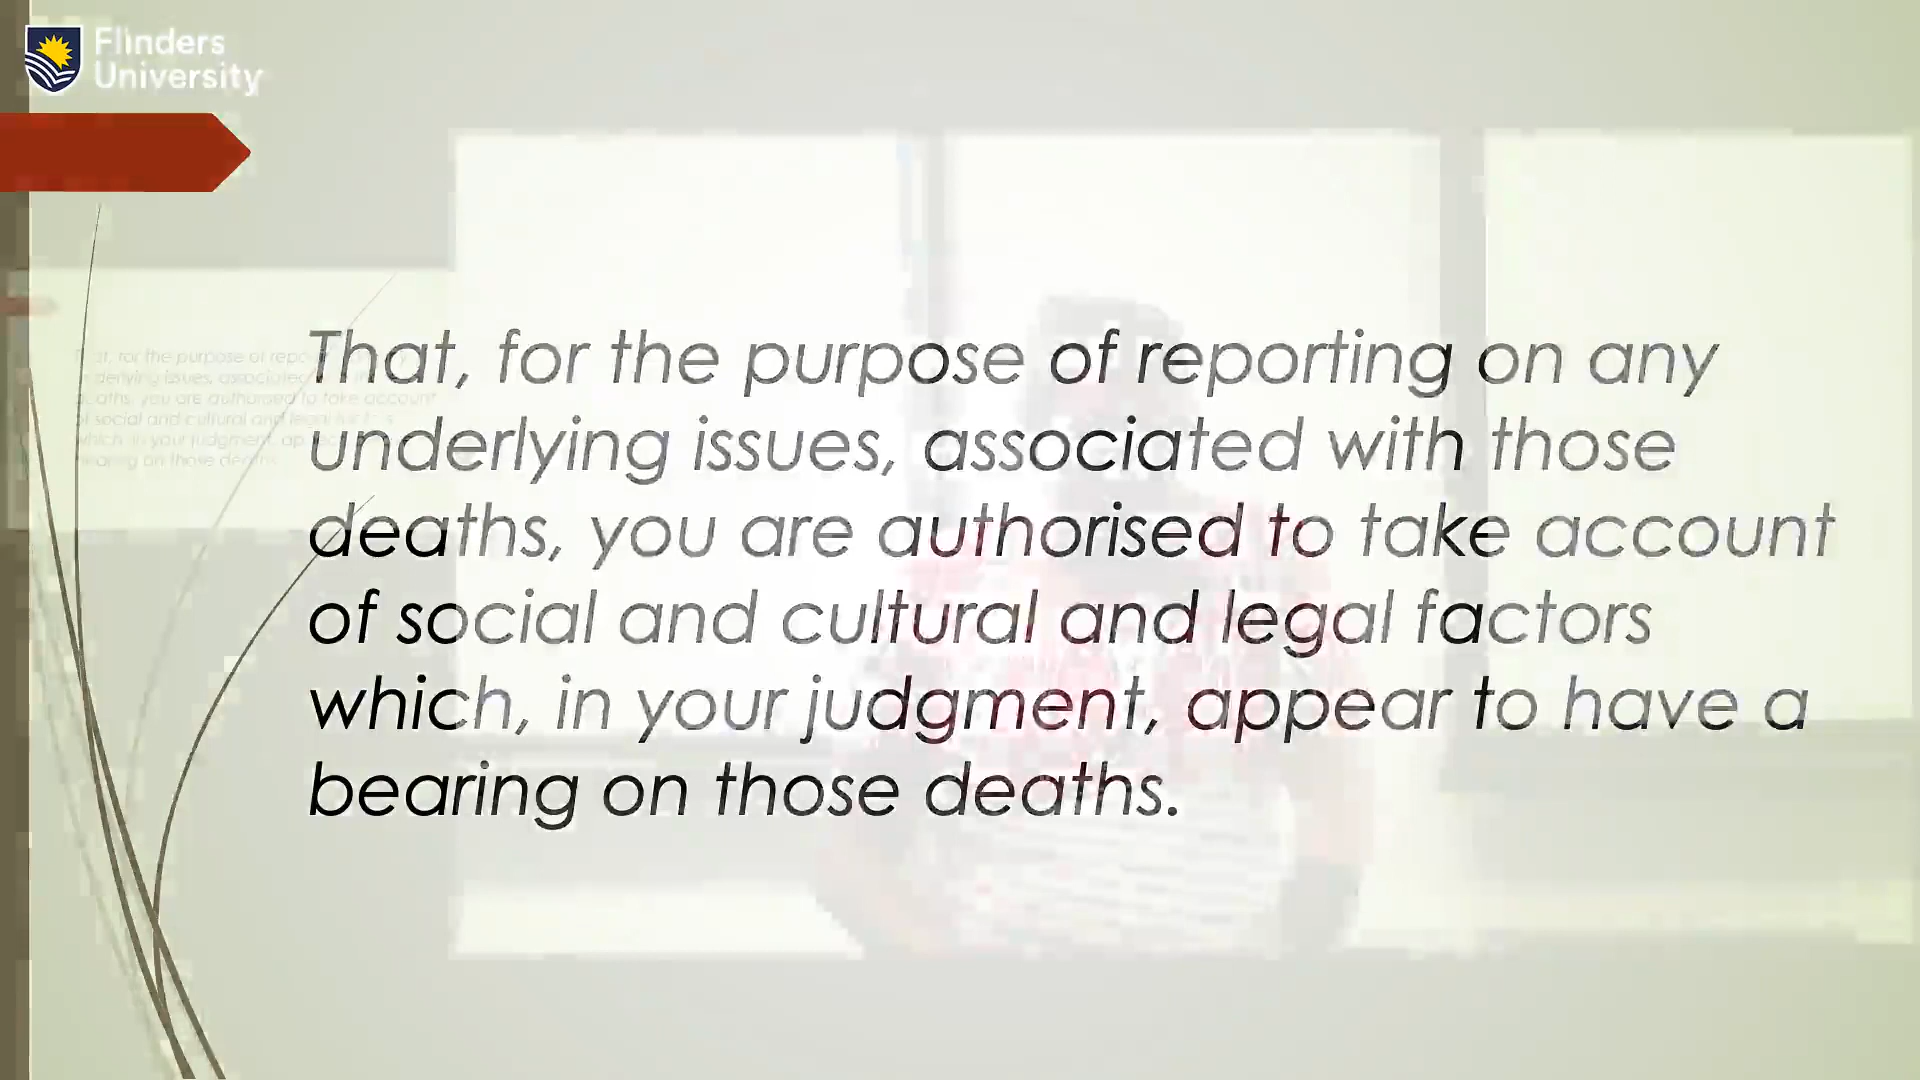 Flinders
University
That, for the purpose of reporting on any
underlying issues, associated with those
deaths, you are authorised to take account
of social and cultural and legal factors
which, in your judgment, appear to have a
bearing on those deaths.